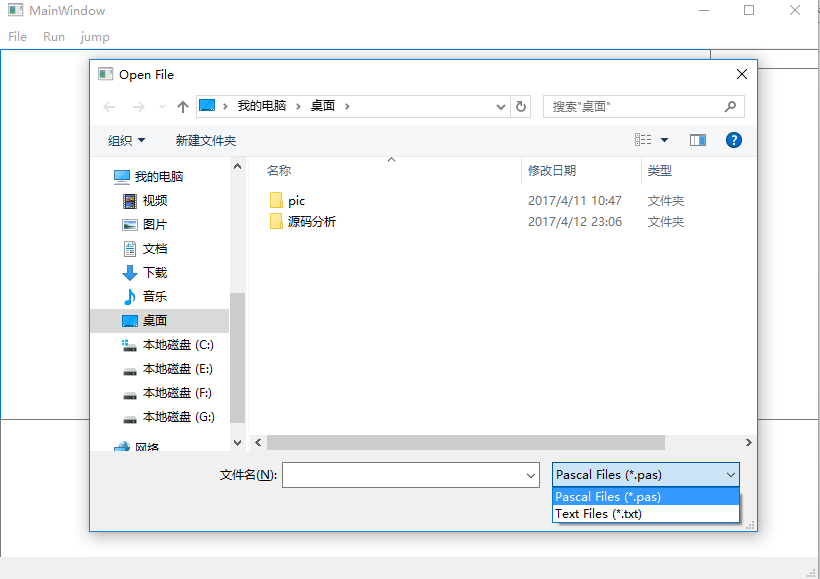 MainWindow
File Run jump
Open File
我的电脑 桌面
搜索"桌面"
组织 新建文件夹
名称 修改日期 类型
我的电脑
视频
图片
文档
下载
音乐
桌面
本地磁盘 (C:)
本地磁盘 (E:)
本地磁盘 (F:)
本地磁盘 (G:)
网络
pic 2017/4/11 10:47 文件夹
源码分析 2017/4/12 23:06 文件夹
文件名(N): Pascal Files (*.pas)
Pascal Files (*.pas)
Text Files (*.txt)